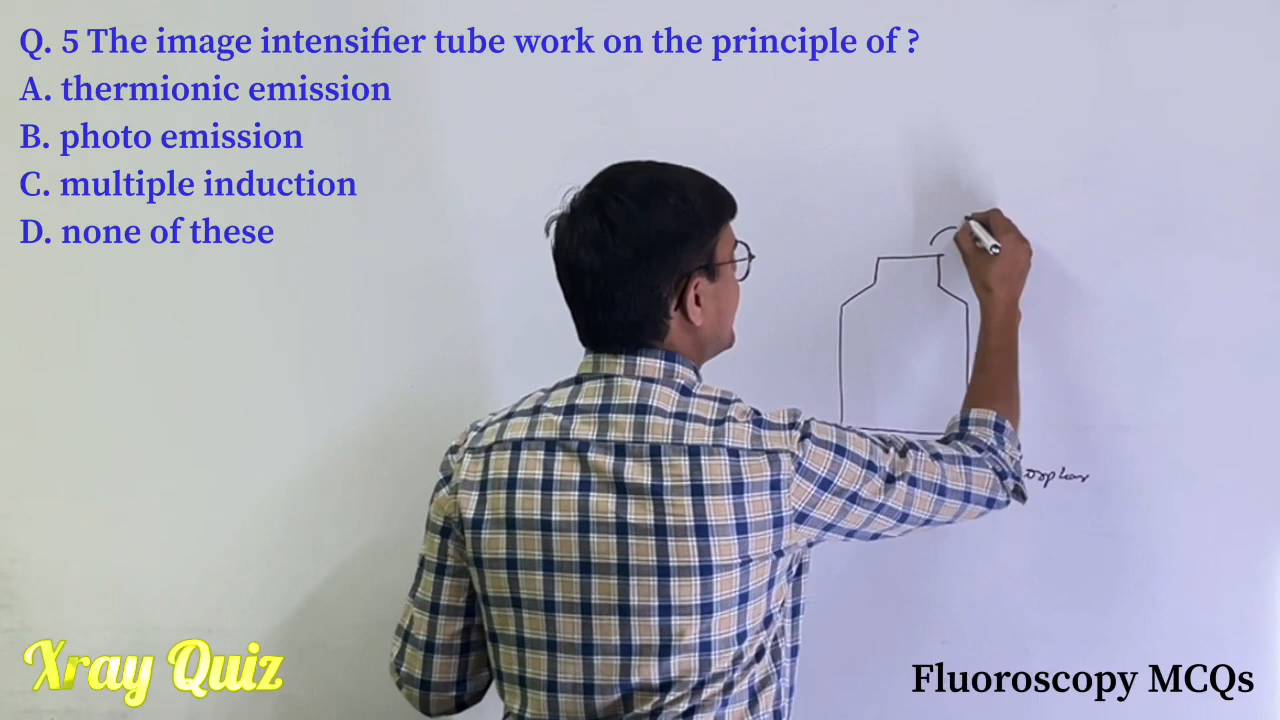 Q. 5 The image intensifier tube work on the principle of ?
A. thermionic emission
B. photo emission
C. multiple induction
D. none of these
Xray Quiz
Fluoroscopy MCQs